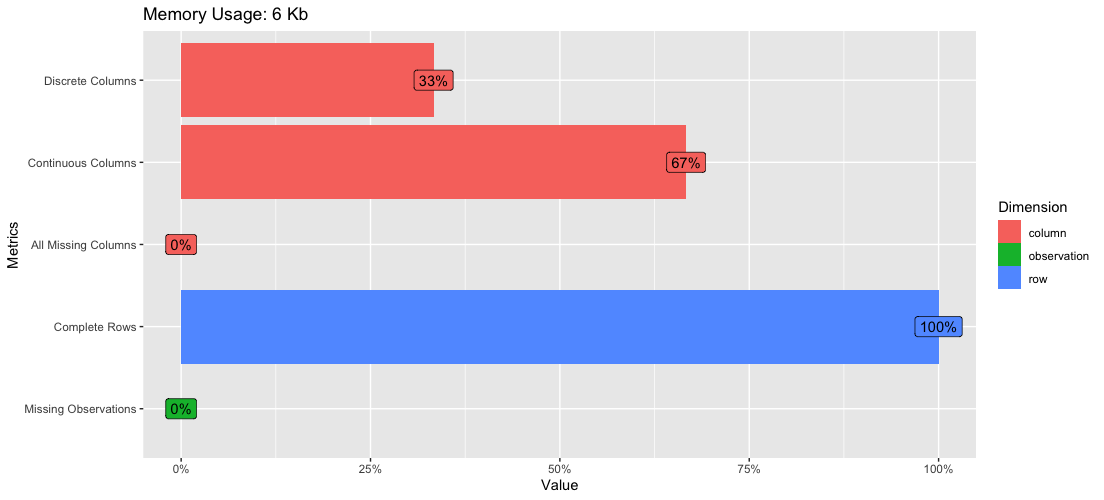 Memory Usage: 6 Kb
Metrics
Discrete Columns
33%
Continuous Columns
67%
All Missing Columns
0%
Complete Rows
100%
Missing Observations
0%
0% 25% 50% 75% 100%
Value
Dimension
column
observation
row